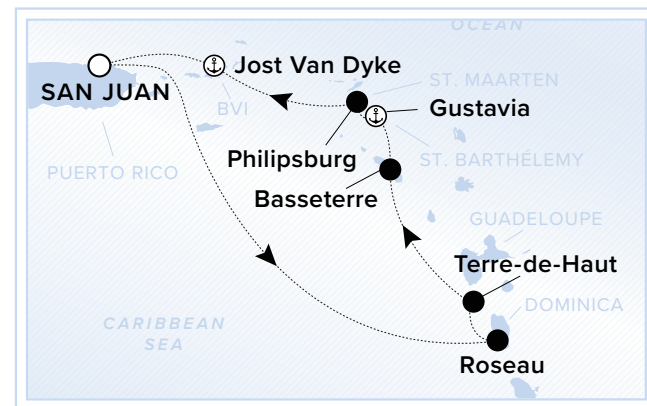 OCEAN
Jost Van Dyke
SAN JUAN
ST. MAARTEN
BVI
Gustavia
Philipsburg
ST. BARTHÉLEMY
PUERTO RICO
Basseterre
GUADELOUPE
Terre-de-Haut
DOMINICA
CARIBBEAN
SEA
Roseau